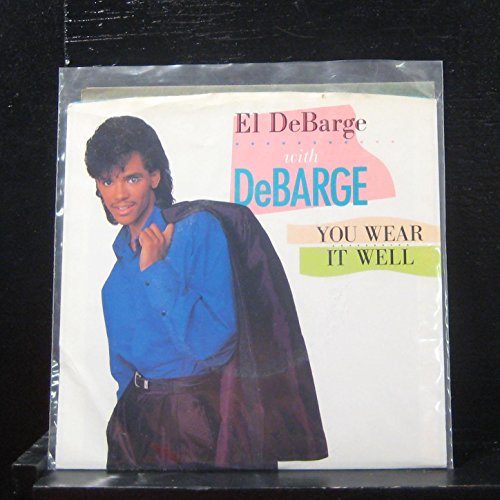 El DeBarge
with
DeBARGE
YOU WEAR
IT WELL